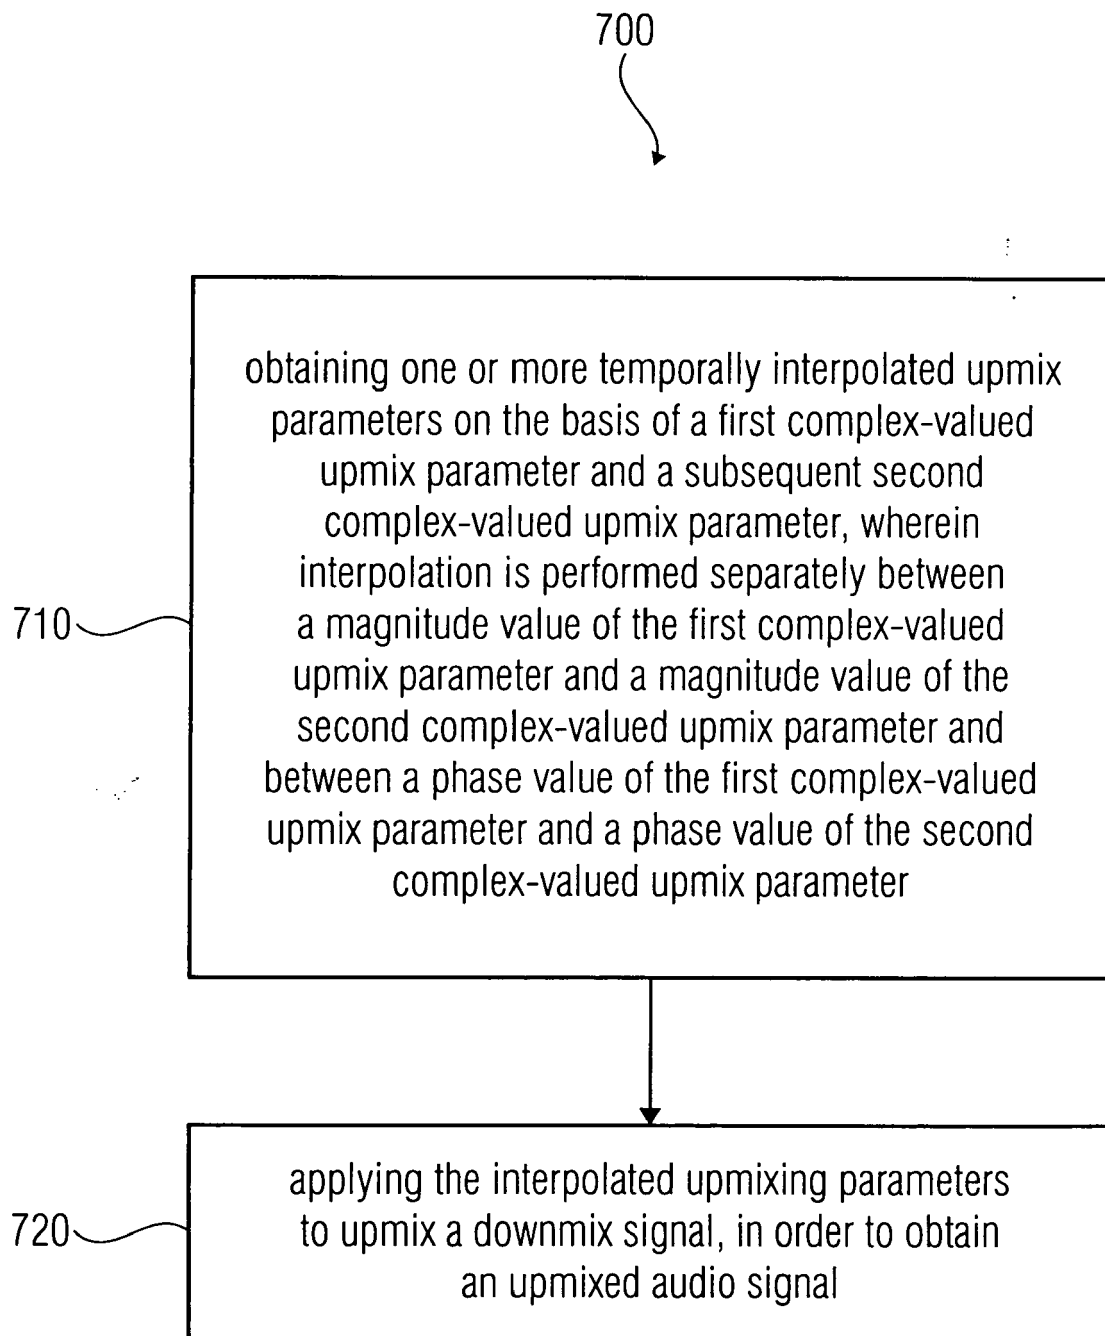 700
obtaining one or more temporally interpolated upmix
parameters on the basis of a first complex-valued
upmix parameter and a subsequent second
complex-valued upmix parameter, wherein
interpolation is performed separately between
a magnitude value of the first complex-valued
upmix parameter and a magnitude value of the
second complex-valued upmix parameter and
between a phase value of the first complex-valued
upmix parameter and a phase value of the second
complex-valued upmix parameter
710
applying the interpolated upmixing parameters
to upmix a downmix signal, in order to obtain
an upmixed audio signal
720